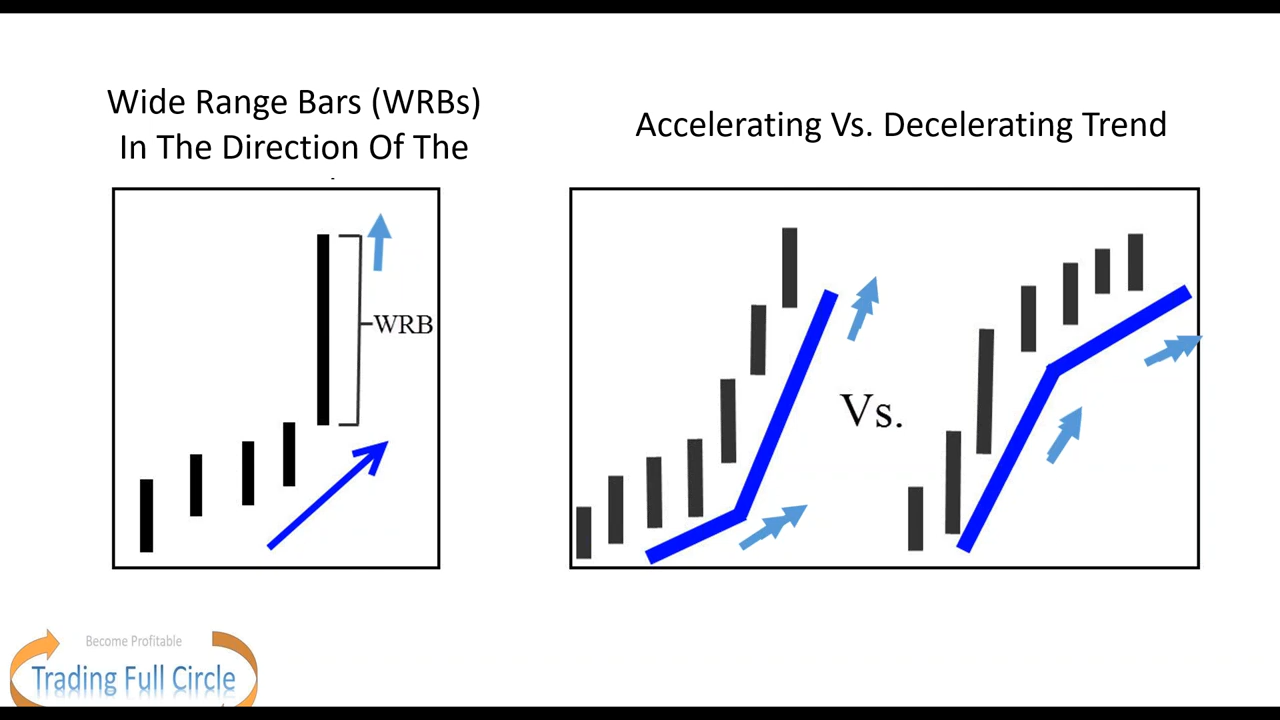 Wide Range Bars (WRBs)
In The Direction Of The
Accelerating Vs. Decelerating Trend
WRB
Vs.
Become Profitable
Trading Full Circle